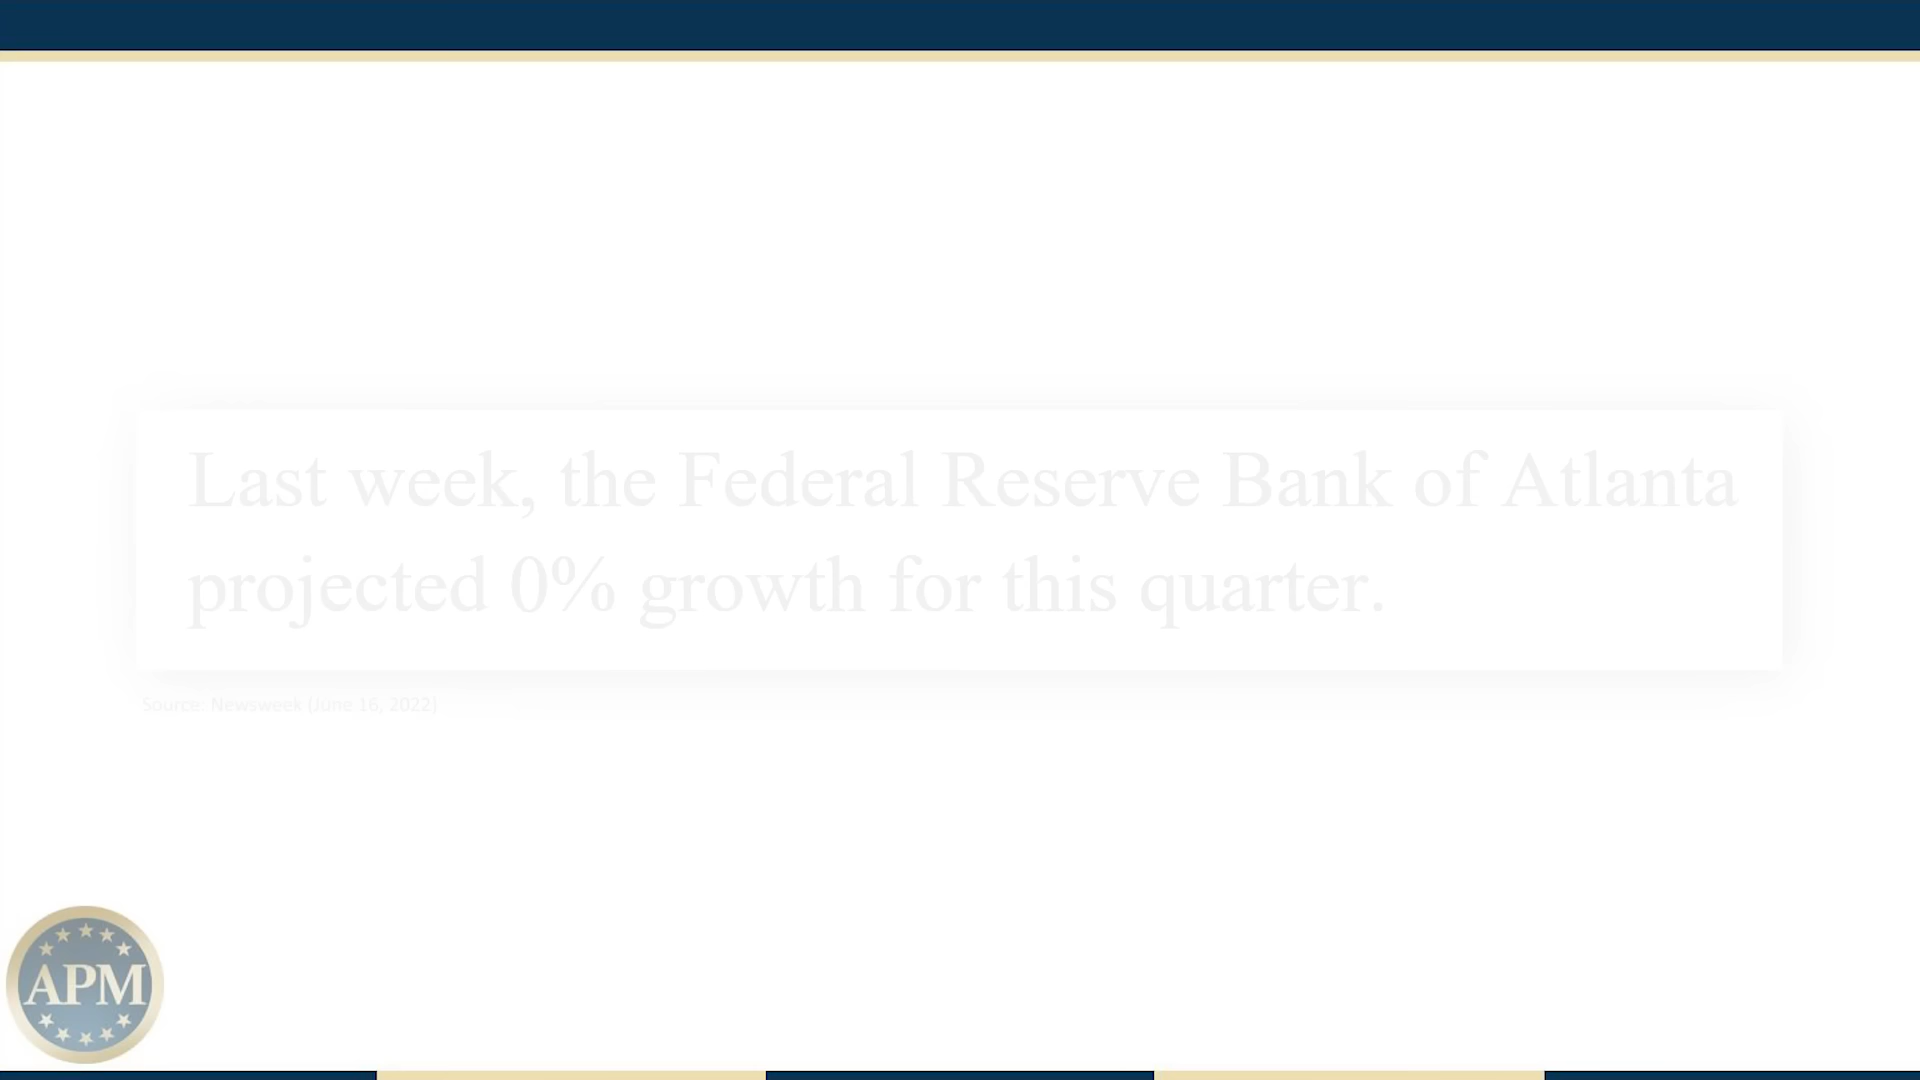 Last week, the Federal Reserve Bank of Atlanta
projected 0% growth for this quarter.
Source: Newsweek (June 16, 2022)
APM